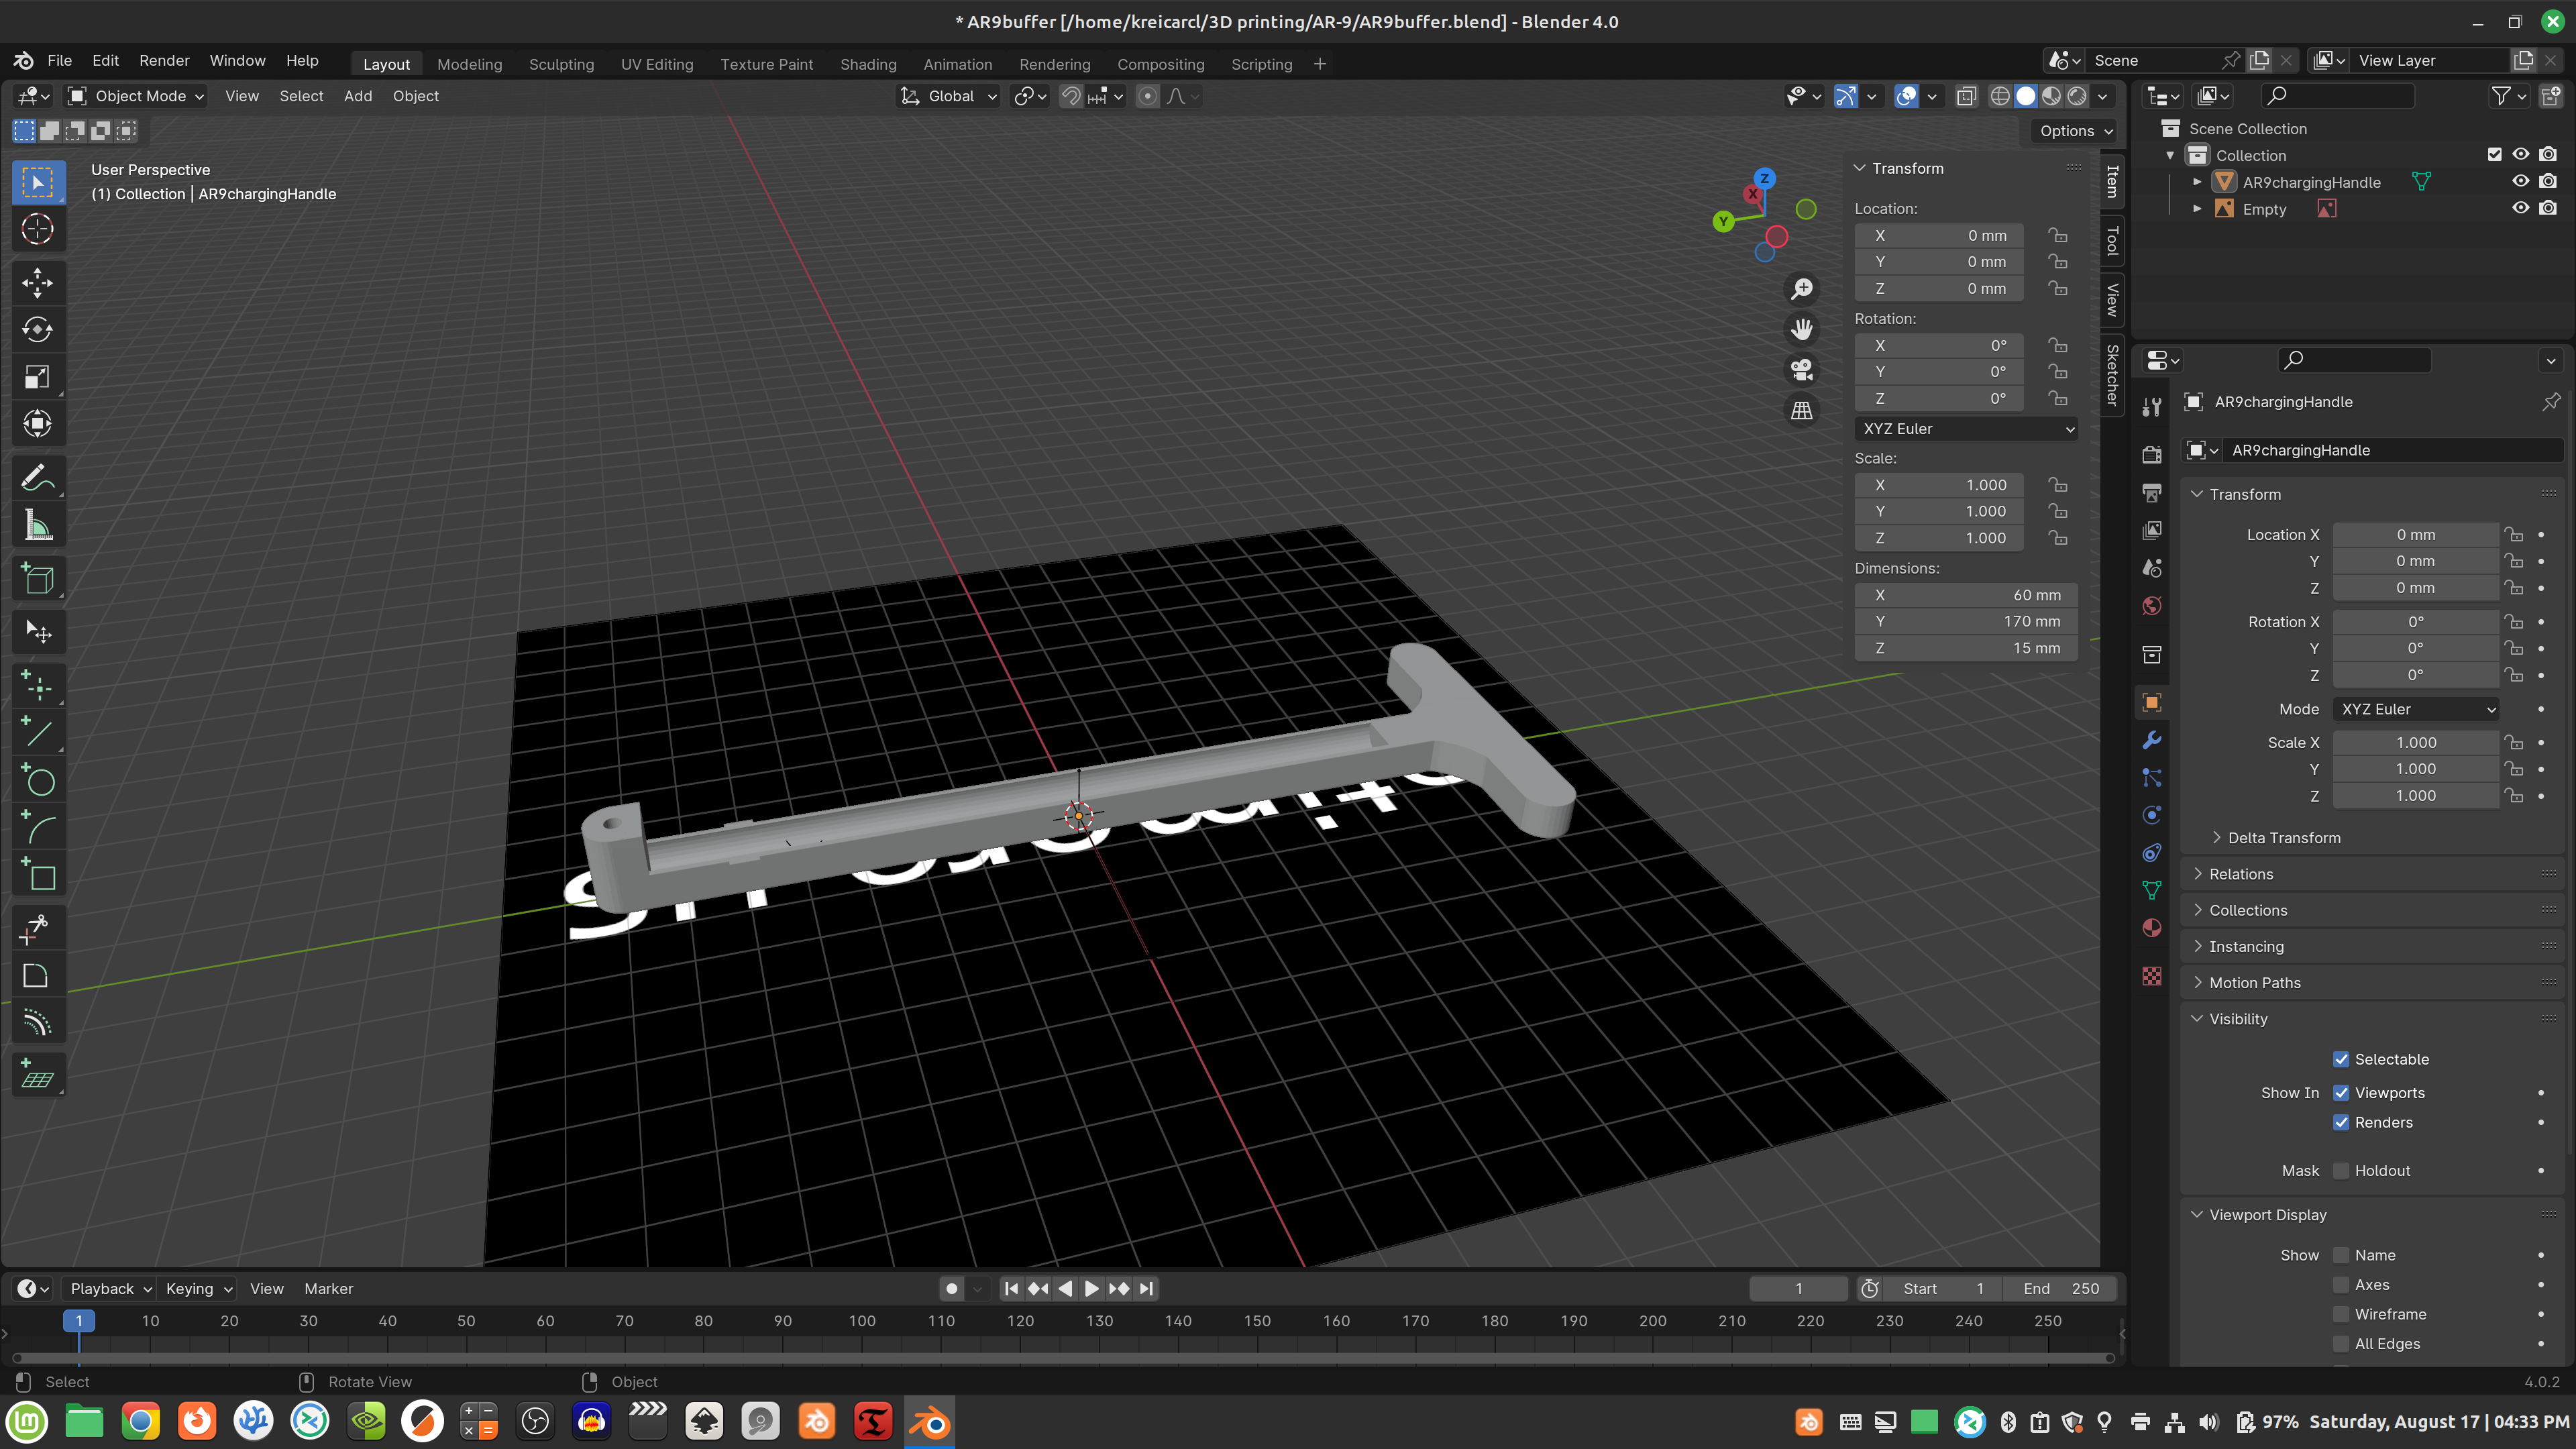 * AR9buffer [/home/kreicarcl/3D printing/AR-9/AR9buffer.blend] - Blender 4.0
File Edit Render Window Help Layout Modeling Sculpting UV Editing Texture Paint Shading Animation Rendering Compositing Scripting + Scene View Layer
Object Mode View Select Add Object Global
Options
User Perspective
(1) Collection | AR9chargingHandle
Z
X
Y
Item
Tool
View
Sketcher
Transform
Location:
X 0 mm
Y 0 mm
Z 0 mm
Rotation:
X 0°
Y 0°
Z 0°
XYZ Euler
Scale:
X 1.000
Y 1.000
Z 1.000
Dimensions:
X 60 mm
Y 170 mm
Z 15 mm
Scene Collection
Collection
AR9chargingHandle
Empty
AR9chargingHandle
AR9chargingHandle
Transform
Location X 0 mm
Y 0 mm
Z 0 mm
Rotation X 0°
Y 0°
Z 0°
Mode XYZ Euler
Scale X 1.000
Y 1.000
Z 1.000
Delta Transform
Relations
Collections
Instancing
Motion Paths
Visibility
Selectable
Show In Viewports
Renders
Mask Holdout
Viewport Display
Show Name
Axes
Wireframe
All Edges
Playback Keying View Marker 1 Start 1 End 250
1 10 20 30 40 50 60 70 80 90 100 110 120 130 140 150 160 170 180 190 200 210 220 230 240 250
Select Rotate View Object 4.0.2
97% Saturday, August 17 | 04:33 PM